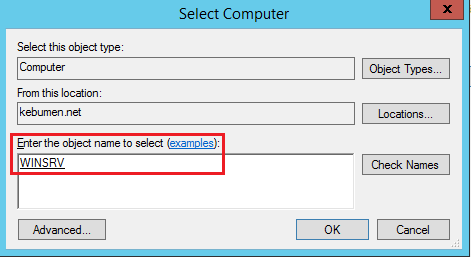 Select Computer
x
Select this object type:
Computer
Object Types...
From this location:
kebumen.net
Locations...
Enter the object name to select (examples):
WINSRV
Check Names
Advanced...
OK
Cancel